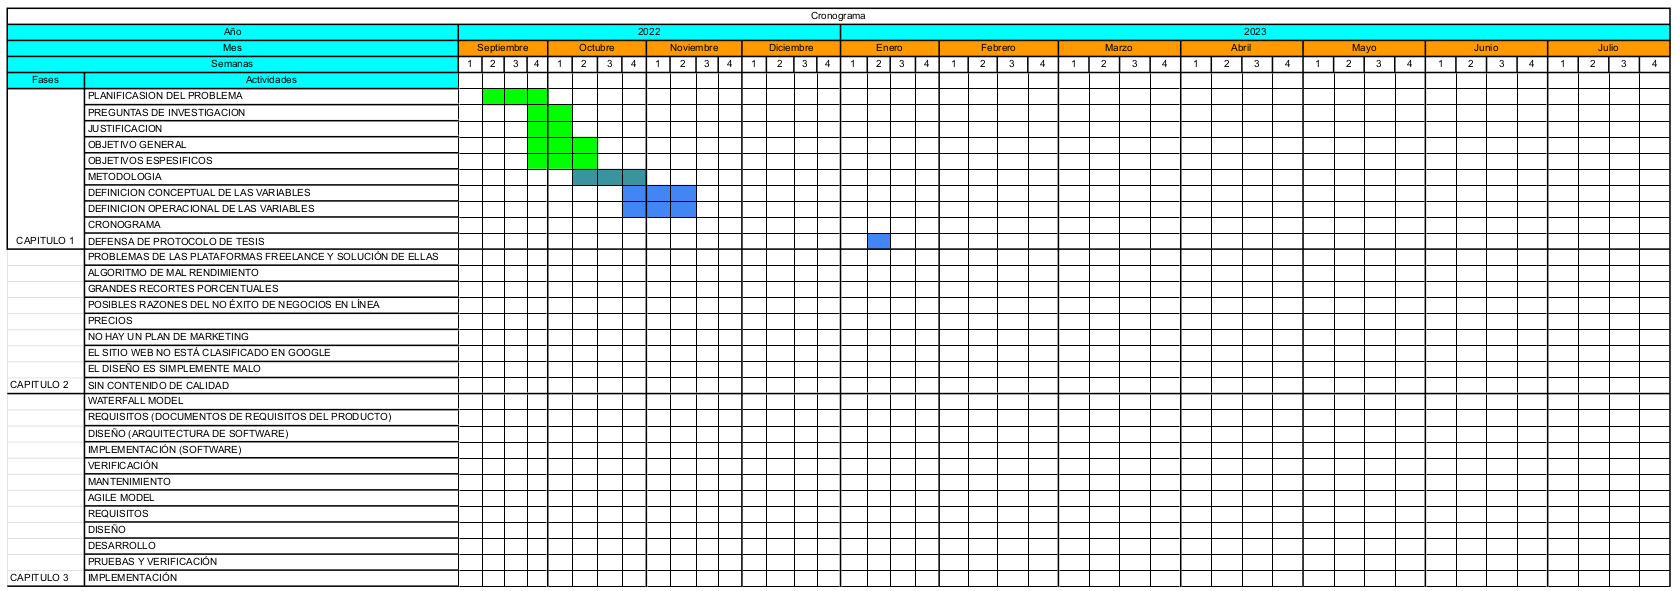 Cronograma
Año 2022 2023
Mes Septiembre Octubre Noviembre Diciembre Enero Febrero Marzo Abril Mayo Junio Julio
Semanas 1 2 3 4 1 2 3 4 1 2 3 4 1 2 3 4 1 2 3 4 1 2 3 4 1 2 3 4 1 2 3 4 1 2 3 4 1 2 3 4 1 2 3 4
Fases Actividades
PLANIFICASION DEL PROBLEMA
PREGUNTAS DE INVESTIGACION
JUSTIFICACION
OBJETIVO GENERAL
OBJETIVOS ESPESIFICOS
METODOLOGIA
DEFINICION CONCEPTUAL DE LAS VARIABLES
DEFINICION OPERACIONAL DE LAS VARIABLES
CRONOGRAMA
CAPITULO 1 DEFENSA DE PROTOCOLO DE TESIS
PROBLEMAS DE LAS PLATAFORMAS FREELANCE Y SOLUCIÓN DE ELLAS
ALGORITMO DE MAL RENDIMIENTO
GRANDES RECORTES PORCENTUALES
POSIBLES RAZONES DEL NO ÉXITO DE NEGOCIOS EN LÍNEA
PRECIOS
NO HAY UN PLAN DE MARKETING
EL SITIO WEB NO ESTÁ CLASIFICADO EN GOOGLE
EL DISEÑO ES SIMPLEMENTE MALO
CAPITULO 2 SIN CONTENIDO DE CALIDAD
WATERFALL MODEL
REQUISITOS (DOCUMENTOS DE REQUISITOS DEL PRODUCTO)
DISEÑO (ARQUITECTURA DE SOFTWARE)
IMPLEMENTACIÓN (SOFTWARE)
VERIFICACIÓN
MANTENIMIENTO
AGILE MODEL
REQUISITOS
DISEÑO
DESARROLLO
PRUEBAS Y VERIFICACIÓN
CAPITULO 3 IMPLEMENTACIÓN